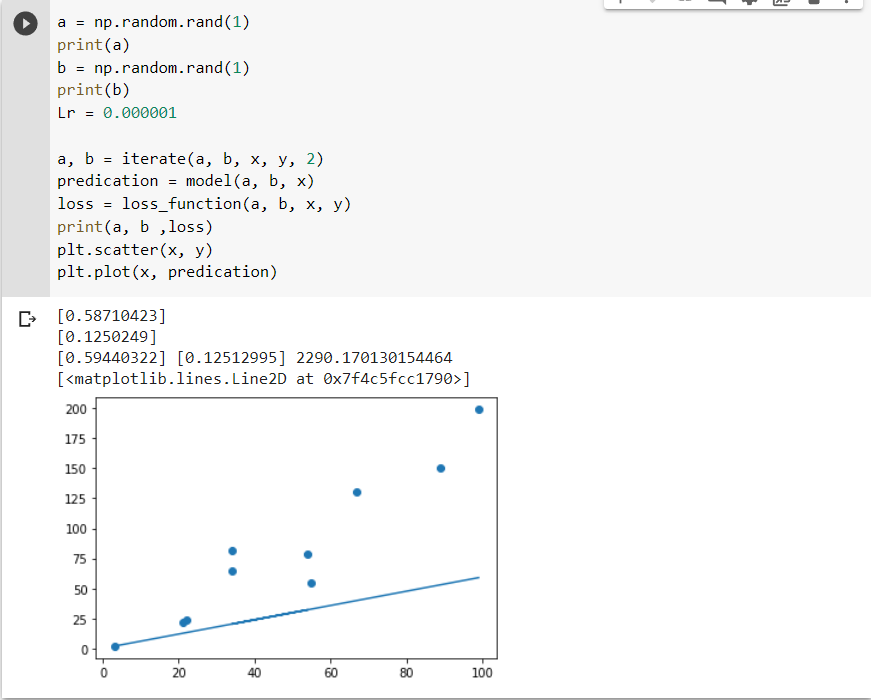 a = np.random.rand(1)
print(a)
b = np.random.rand(1)
print(b)
Lr = 0.000001
a, b = iterate(a, b, x, y, 2)
predication = model(a, b, x)
loss = loss_function(a, b, x, y)
print(a, b ,loss)
plt.scatter(x, y)
plt.plot(x, predication)
[0.58710423]
[0.1250249]
[0.59440322] [0.12512995] 2290.170130154464
[<matplotlib.lines.Line2D at 0x7f4c5fcc1790>]
200
175
150
125
100
75
50
25
0
0 20 40 60 80 100